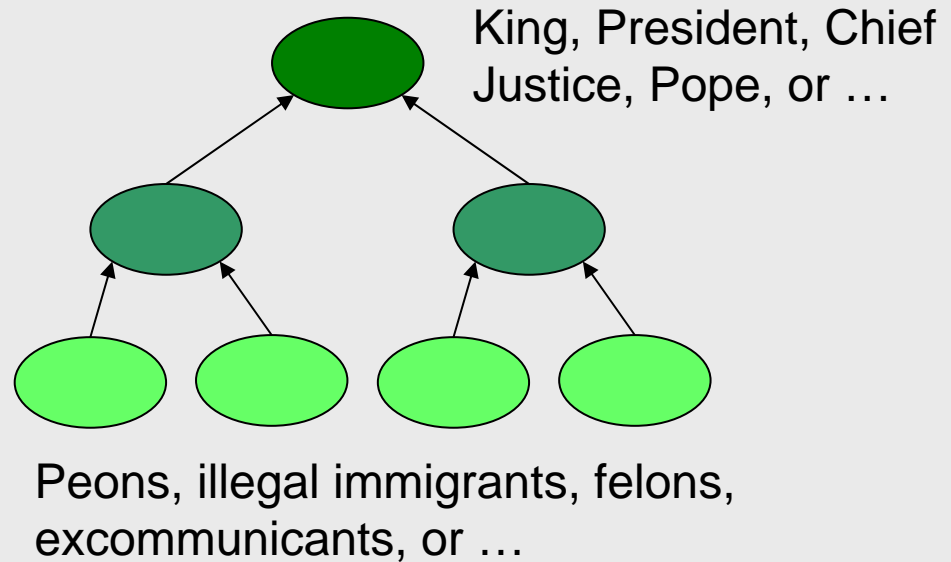 King, President, Chief
Justice, Pope, or …
Peons, illegal immigrants, felons,
excommunicants, or …